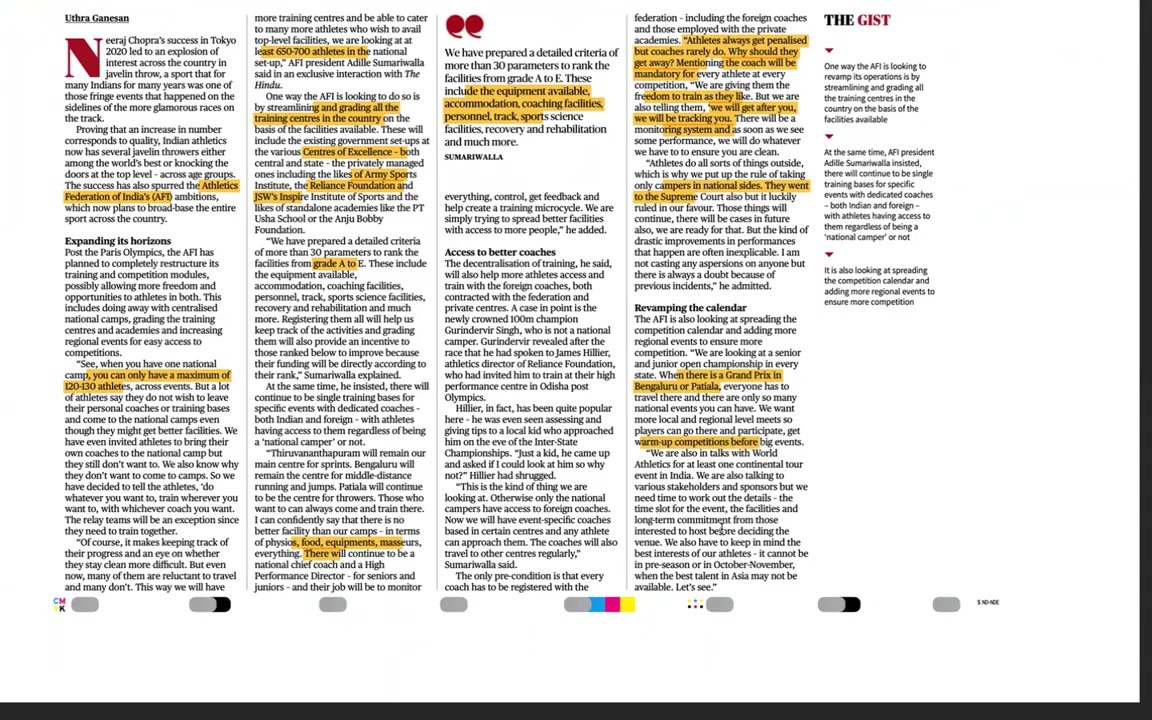 Uthra Ganesan
Neeraj Chopra's success in Tokyo
2020 led to an explosion of
interest across the country in
javelin throw, a sport that for
many Indians for many years was one of
those fringe events that happened on the
sidelines of the more glamorous races on
the track.
Proving that an increase in number
corresponds to quality, Indian athletics
now has several javelin throwers either
among the world's best or knocking the
doors at the top level – across age groups.
The success has also spurred the Athletics
Federation of India's (AFI) ambitions,
which now plans to broad-base the entire
sport across the country.
Expanding its horizons
Post the Paris Olympics, the AFI has
planned to completely restructure its
training and competition modules,
possibly allowing more freedom and
opportunities to athletes in both. This
includes doing away with centralised
national camps, grading the training
centres and academies and increasing
regional events for easy access to
competitions.
"See, when you have one national
camp, you can only have a maximum of
120-130 athletes, across events. But a lot
of athletes say they do not wish to leave
their personal coaches or training bases
and come to the national camps even
though they might get better facilities. We
have even invited athletes to bring their
own coaches to the national camp but
they still don't want to. We also know why
they don't want to come to camps. So we
have decided to tell the athletes, 'do
whatever you want to, train wherever you
want to, with whichever coach you want.
The relay teams will be an exception since
they need to train together.
"Of course, it makes keeping track of
their progress and an eye on whether
they stay clean more difficult. But even
now, many of them are reluctant to travel
and many don't. This way we will have
more training centres and be able to cater
to many more athletes who wish to avail
top-level facilities, we are looking at at
least 650-700 athletes in the national
set-up," AFI president Adille Sumariwalla
said in an exclusive interaction with The
Hindu.
One way the AFI is looking to do so is
by streamlining and grading all the
training centres in the country on the
basis of the facilities available. These will
include the existing government set-ups at
the various Centres of Excellence – both
central and state – the privately managed
ones including the likes of Army Sports
Institute, the Reliance Foundation and
JSW's Inspire Institute of Sports and the
likes of standalone academies like the PT
Usha School or the Anju Bobby
Foundation.
"We have prepared a detailed criteria
of more than 30 parameters to rank the
facilities from grade A to E. These include
the equipment available,
accommodation, coaching facilities,
personnel, track, sports science facilities,
recovery and rehabilitation and much
more. Registering them all will help us
keep track of the activities and grading
them will also provide an incentive to
those ranked below to improve because
their funding will be directly according to
their rank," Sumariwalla explained.
At the same time, he insisted, there will
continue to be single training bases for
specific events with dedicated coaches –
both Indian and foreign – with athletes
having access to them regardless of being
a 'national camper' or not.
"Thiruvananthapuram will remain our
main centre for sprints. Bengaluru will
remain the centre for middle-distance
running and jumps. Patiala will continue
to be the centre for throwers. Those who
want to can always come and train there.
I can confidently say that there is no
better facility than our camps – in terms
of physios, food, equipments, masseurs,
everything. There will continue to be a
national chief coach and a High
Performance Director – for seniors and
juniors – and their job will be to monitor
We have prepared a detailed criteria of
more than 30 parameters to rank the
facilities from grade A to E. These
include the equipment available,
accommodation, coaching facilities,
personnel, track, sports science
facilities, recovery and rehabilitation
and much more.
SUMARIWALLA
everything, control, get feedback and
help create a training microcycle. We are
simply trying to spread better facilities
with access to more people," he added.
Access to better coaches
The decentralisation of training, he said,
will also help more athletes access and
train with the foreign coaches, both
contracted with the federation and
private centres. A case in point is the
newly crowned 100m champion
Gurindervir Singh, who is not a national
camper. Gurindervir revealed after the
race that he had spoken to James Hillier,
athletics director of Reliance Foundation,
who had invited him to train at their high
performance centre in Odisha post
Olympics.
Hillier, in fact, has been quite popular
here – he was even seen assessing and
giving tips to a local kid who approached
him on the eve of the Inter-State
Championships. "Just a kid, he came up
and asked if I could look at him so why
not?" Hillier had shrugged.
"This is the kind of thing we are
looking at. Otherwise only the national
campers have access to foreign coaches.
Now we will have event-specific coaches
based in certain centres and any athlete
can approach them. The coaches will also
travel to other centres regularly,"
Sumariwalla said.
The only pre-condition is that every
coach has to be registered with the
federation – including the foreign coaches
and those employed with the private
academies. "Athletes always get penalised
but coaches rarely do. Why should they
get away? Mentioning the coach will be
mandatory for every athlete at every
competition, "We are giving them the
freedom to train as they like. But we are
also telling them, 'we will get after you,
we will be tracking you. There will be a
monitoring system and as soon as we see
some performance, we will do whatever
we have to to ensure you are clean.
"Athletes do all sorts of things outside,
which is why we put up the rule of taking
only campers in national sides. They went
to the Supreme Court also but it luckily
ruled in our favour. Those things will
continue, there will be cases in future
also, we are ready for that. But the kind of
drastic improvements in performances
that happen are often inexplicable. I am
not casting any aspersions on anyone but
there is always a doubt because of
previous incidents," he admitted.
Revamping the calendar
The AFI is also looking at spreading the
competition calendar and adding more
regional events to ensure more
competition. "We are looking at a senior
and junior open championship in every
state. When there is a Grand Prix in
Bengaluru or Patiala, everyone has to
travel there and there are only so many
national events you can have. We want
more local and regional level meets so
players can go there and participate, get
warm-up competitions before big events.
"We are also in talks with World
Athletics for at least one continental tour
event in India. We are also talking to
various stakeholders and sponsors but we
need time to work out the details – the
time slot for the event, the facilities and
long-term commitment from those
interested to host before deciding the
venue. We also have to keep in mind the
best interests of our athletes – it cannot be
in pre-season or in October-November,
when the best talent in Asia may not be
available. Let's see."
THE GIST
One way the AFI is looking to
revamp its operations is by
streamlining and grading all
the training centres in the
country on the basis of the
facilities available
At the same time, AFI president
Adille Sumariwalla insisted,
there will continue to be single
training bases for specific
events with dedicated coaches
– both Indian and foreign –
with athletes having access to
them regardless of being a
'national camper' or not
It is also looking at spreading
the competition calendar and
adding more regional events to
ensure more competition
CM
YK
S ND-NDE